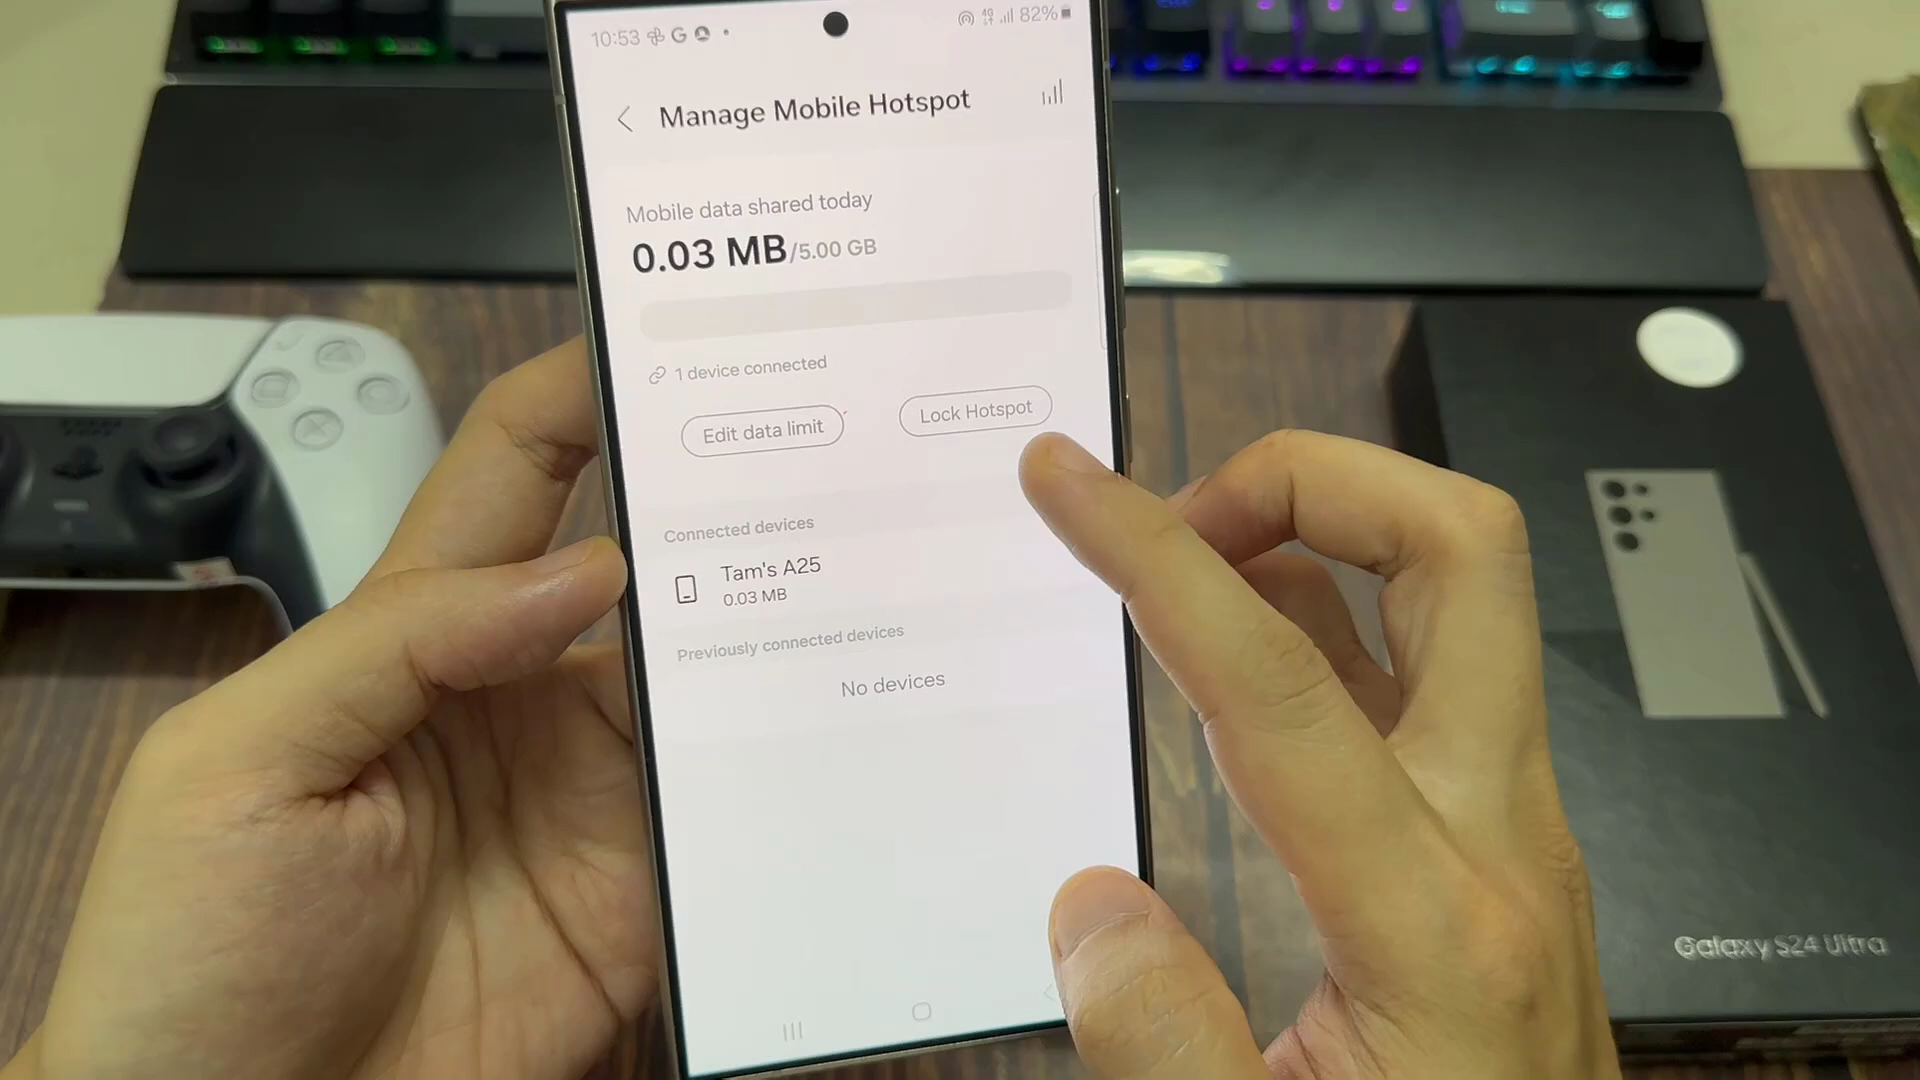 10:53 G
4G 82%
Manage Mobile Hotspot
Mobile data shared today
0.03 MB/5.00 GB
1 device connected
Edit data limit
Lock Hotspot
Connected devices
Tam's A25
0.03 MB
Previously connected devices
No devices
Galaxy S24 Ultra